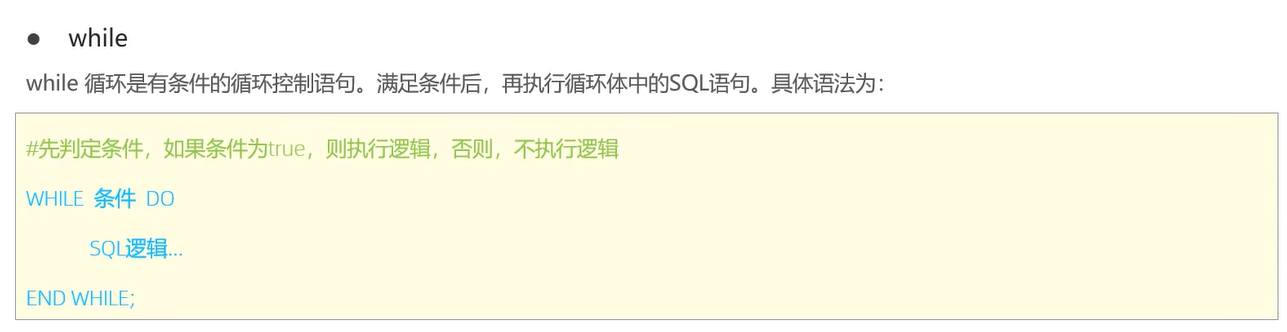 ● while
while 循环是有条件的循环控制语句。满足条件后，再执行循环体中的SQL语句。具体语法为：
#先判定条件，如果条件为true，则执行逻辑，否则，不执行逻辑
WHILE 条件 DO
SQL逻辑...
END WHILE;